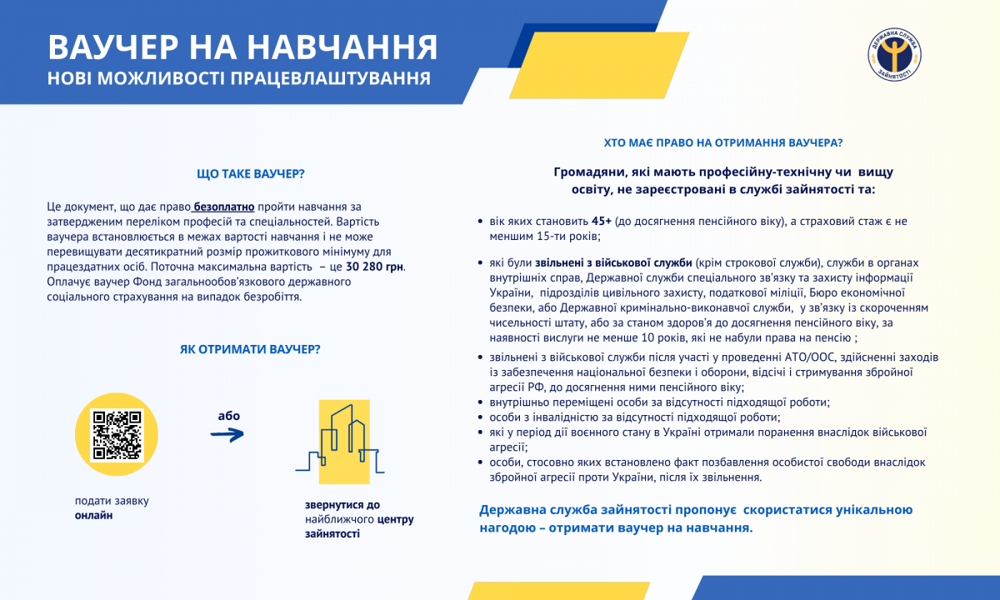 ВАУЧЕР НА НАВЧАННЯ
НОВІ МОЖЛИВОСТІ ПРАЦЕВЛАШТУВАННЯ
ДЕРЖАВНА СЛУЖБА
ЗАЙНЯТОСТІ
ЩО ТАКЕ ВАУЧЕР?
Це документ, що дає право безоплатно пройти навчання за
затвердженим переліком професій та спеціальностей. Вартість
ваучера встановлюється в межах вартості навчання і не може
перевищувати десятикратний розмір прожиткового мінімуму для
працездатних осіб. Поточна максимальна вартість – це 30 280 грн.
Оплачує ваучер Фонд загальнообов'язкового державного
соціального страхування на випадок безробіття.
ЯК ОТРИМАТИ ВАУЧЕР?
або
подати заявку
онлайн
звернутися до
найближчого центру
зайнятості
ХТО МАЄ ПРАВО НА ОТРИМАННЯ ВАУЧЕРА?
Громадяни, які мають професійну-технічну чи вищу
освіту, не зареєстровані в службі зайнятості та:
• вік яких становить 45+ (до досягнення пенсійного віку), а страховий стаж є не
меншим 15-ти років;
• які були звільнені з військової служби (крім строкової служби), служби в органах
внутрішніх справ, Державної служби спеціального зв'язку та захисту інформації
України, підрозділів цивільного захисту, податкової міліції, Бюро економічної
безпеки, або Державної кримінально-виконавчої служби, у зв'язку із скороченням
чисельності штату, або за станом здоров'я до досягнення пенсійного віку, за
наявності вислуги не менше 10 років, які не набули права на пенсію ;
• звільнені з військової служби після участі у проведенні АТО/ООС, здійсненні заходів
із забезпечення національної безпеки і оборони, відсічі і стримування збройної
агресії РФ, до досягнення ними пенсійного віку;
• внутрішньо переміщені особи за відсутності підходящої роботи;
• особи з інвалідністю за відсутності підходящої роботи;
• які у період дії воєнного стану в Україні отримали поранення внаслідок військової
агресії;
• особи, стосовно яких встановлено факт позбавлення особистої свободи внаслідок
збройної агресії проти України, після їх звільнення.
Державна служба зайнятості пропонує скористатися унікальною
нагодою – отримати ваучер на навчання.